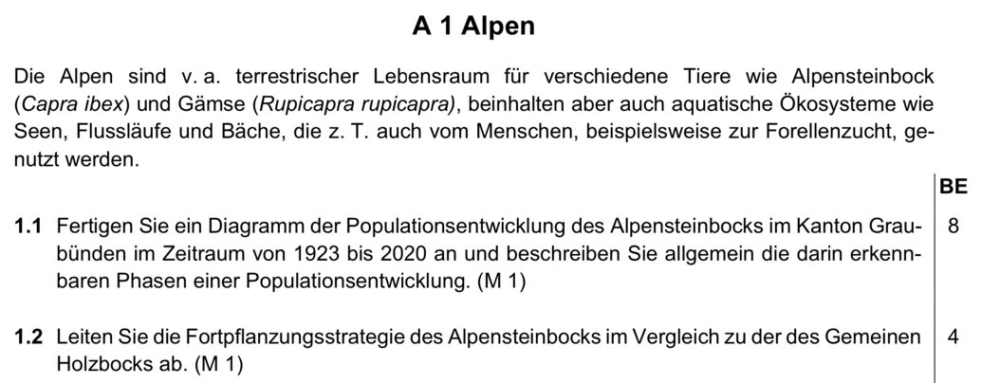 A 1 Alpen
Die Alpen sind v. a. terrestrischer Lebensraum für verschiedene Tiere wie Alpensteinbock
(Capra ibex) und Gämse (Rupicapra rupicapra), beinhalten aber auch aquatische Ökosysteme wie
Seen, Flussläufe und Bäche, die z. T. auch vom Menschen, beispielsweise zur Forellenzucht, ge-
nutzt werden.
BE
1.1 Fertigen Sie ein Diagramm der Populationsentwicklung des Alpensteinbocks im Kanton Grau- 8
bünden im Zeitraum von 1923 bis 2020 an und beschreiben Sie allgemein die darin erkenn-
baren Phasen einer Populationsentwicklung. (M 1)
1.2 Leiten Sie die Fortpflanzungsstrategie des Alpensteinbocks im Vergleich zu der des Gemeinen 4
Holzbocks ab. (M 1)